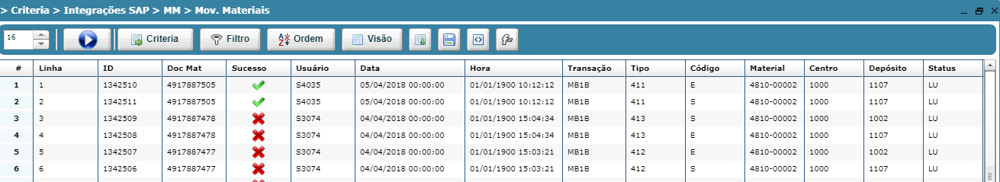 > Criteria > Integrações SAP > MM > Mov. Materiais
16 Criteria Filtro Ordem Visão
# Linha ID Doc Mat Sucesso Usuário Data Hora Transação Tipo Código Material Centro Depósito Status
1 1 1342510 4917887505 S4035 05/04/2018 00:00:00 01/01/1900 10:12:12 MB1B 411 E 4810-00002 1000 1107 LU
2 2 1342511 4917887505 S4035 05/04/2018 00:00:00 01/01/1900 10:12:12 MB1B 411 S 4810-00002 1000 1107 LU
3 3 1342509 4917887478 S3074 04/04/2018 00:00:00 01/01/1900 15:04:34 MB1B 413 S 4810-00002 1000 1002 LU
4 4 1342508 4917887478 S3074 04/04/2018 00:00:00 01/01/1900 15:04:34 MB1B 413 E 4810-00002 1000 1107 LU
5 5 1342507 4917887477 S3074 04/04/2018 00:00:00 01/01/1900 15:03:21 MB1B 412 E 4810-00002 1000 1002 LU
6 6 1342506 4917887477 S3074 04/04/2018 00:00:00 01/01/1900 15:03:21 MB1B 412 S 4810-00002 1000 1107 LU